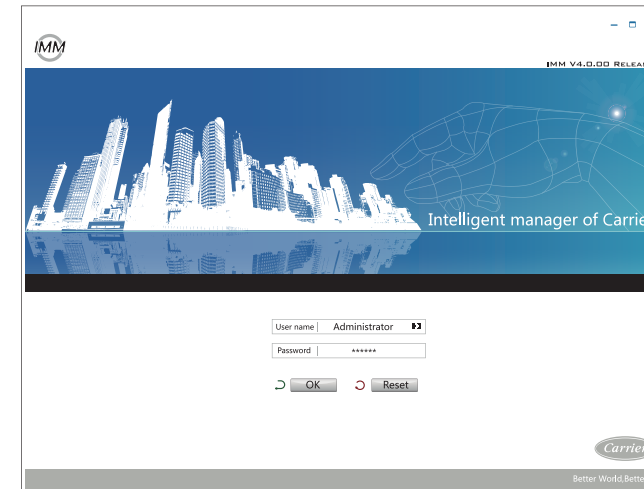 IMM
IMM V4.0.00 RELEA
Intelligent manager of Carrie
User name | Administrator
Password | ******
OK Reset
Carrier
Better World,Bette